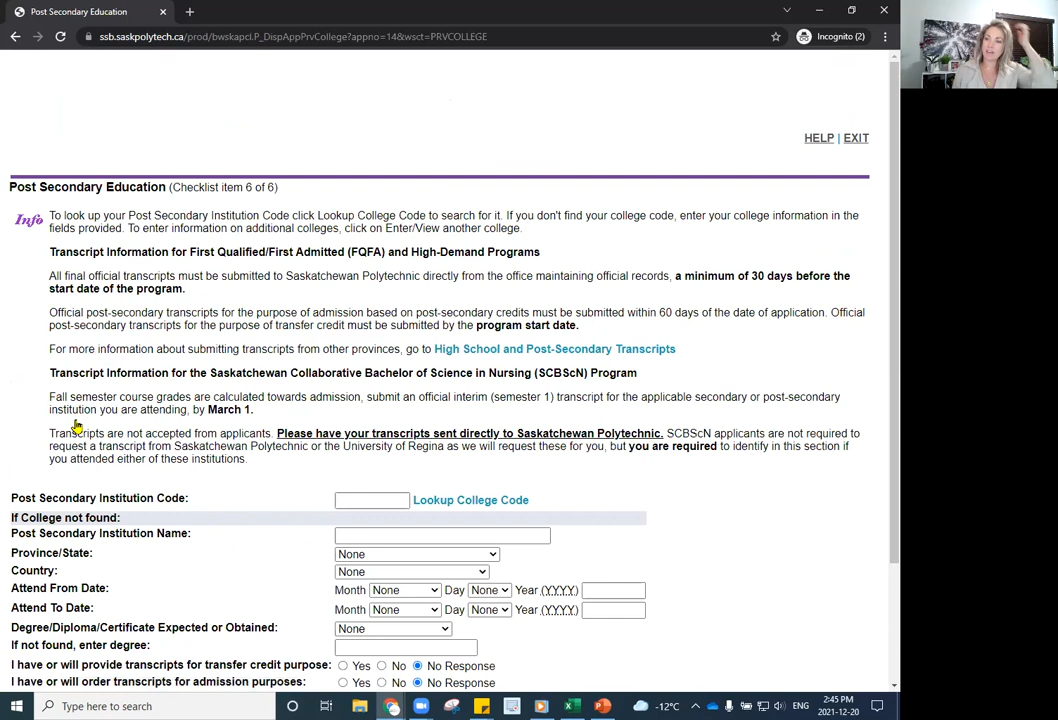 Post Secondary Education
ssb.saskpolytech.ca/prod/bwskapcl.P_DispAppPrvCollege?appno=14&wsct=PRVCOLLEGE
Incognito (2)
HELP | EXIT
Post Secondary Education (Checklist item 6 of 6)
Info
To look up your Post Secondary Institution Code click Lookup College Code to search for it. If you don't find your college code, enter your college information in the
fields provided. To enter information on additional colleges, click on Enter/View another college.
Transcript Information for First Qualified/First Admitted (FQFA) and High-Demand Programs
All final official transcripts must be submitted to Saskatchewan Polytechnic directly from the office maintaining official records, a minimum of 30 days before the
start date of the program.
Official post-secondary transcripts for the purpose of admission based on post-secondary credits must be submitted within 60 days of the date of application. Official
post-secondary transcripts for the purpose of transfer credit must be submitted by the program start date.
For more information about submitting transcripts from other provinces, go to High School and Post-Secondary Transcripts
Transcript Information for the Saskatchewan Collaborative Bachelor of Science in Nursing (SCBScN) Program
Fall semester course grades are calculated towards admission, submit an official interim (semester 1) transcript for the applicable secondary or post-secondary
institution you are attending, by March 1.
Transcripts are not accepted from applicants. Please have your transcripts sent directly to Saskatchewan Polytechnic. SCBScN applicants are not required to
request a transcript from Saskatchewan Polytechnic or the University of Regina as we will request these for you, but you are required to identify in this section if
you attended either of these institutions.
Post Secondary Institution Code: Lookup College Code
If College not found:
Post Secondary Institution Name:
Province/State: None
Country: None
Attend From Date: Month None Day None Year (YYYY)
Attend To Date: Month None Day None Year (YYYY)
Degree/Diploma/Certificate Expected or Obtained: None
If not found, enter degree:
I have or will provide transcripts for transfer credit purpose: Yes No No Response
I have or will order transcripts for admission purposes: Yes No No Response
Type here to search
-12°C
ENG
2:45 PM
2021-12-20